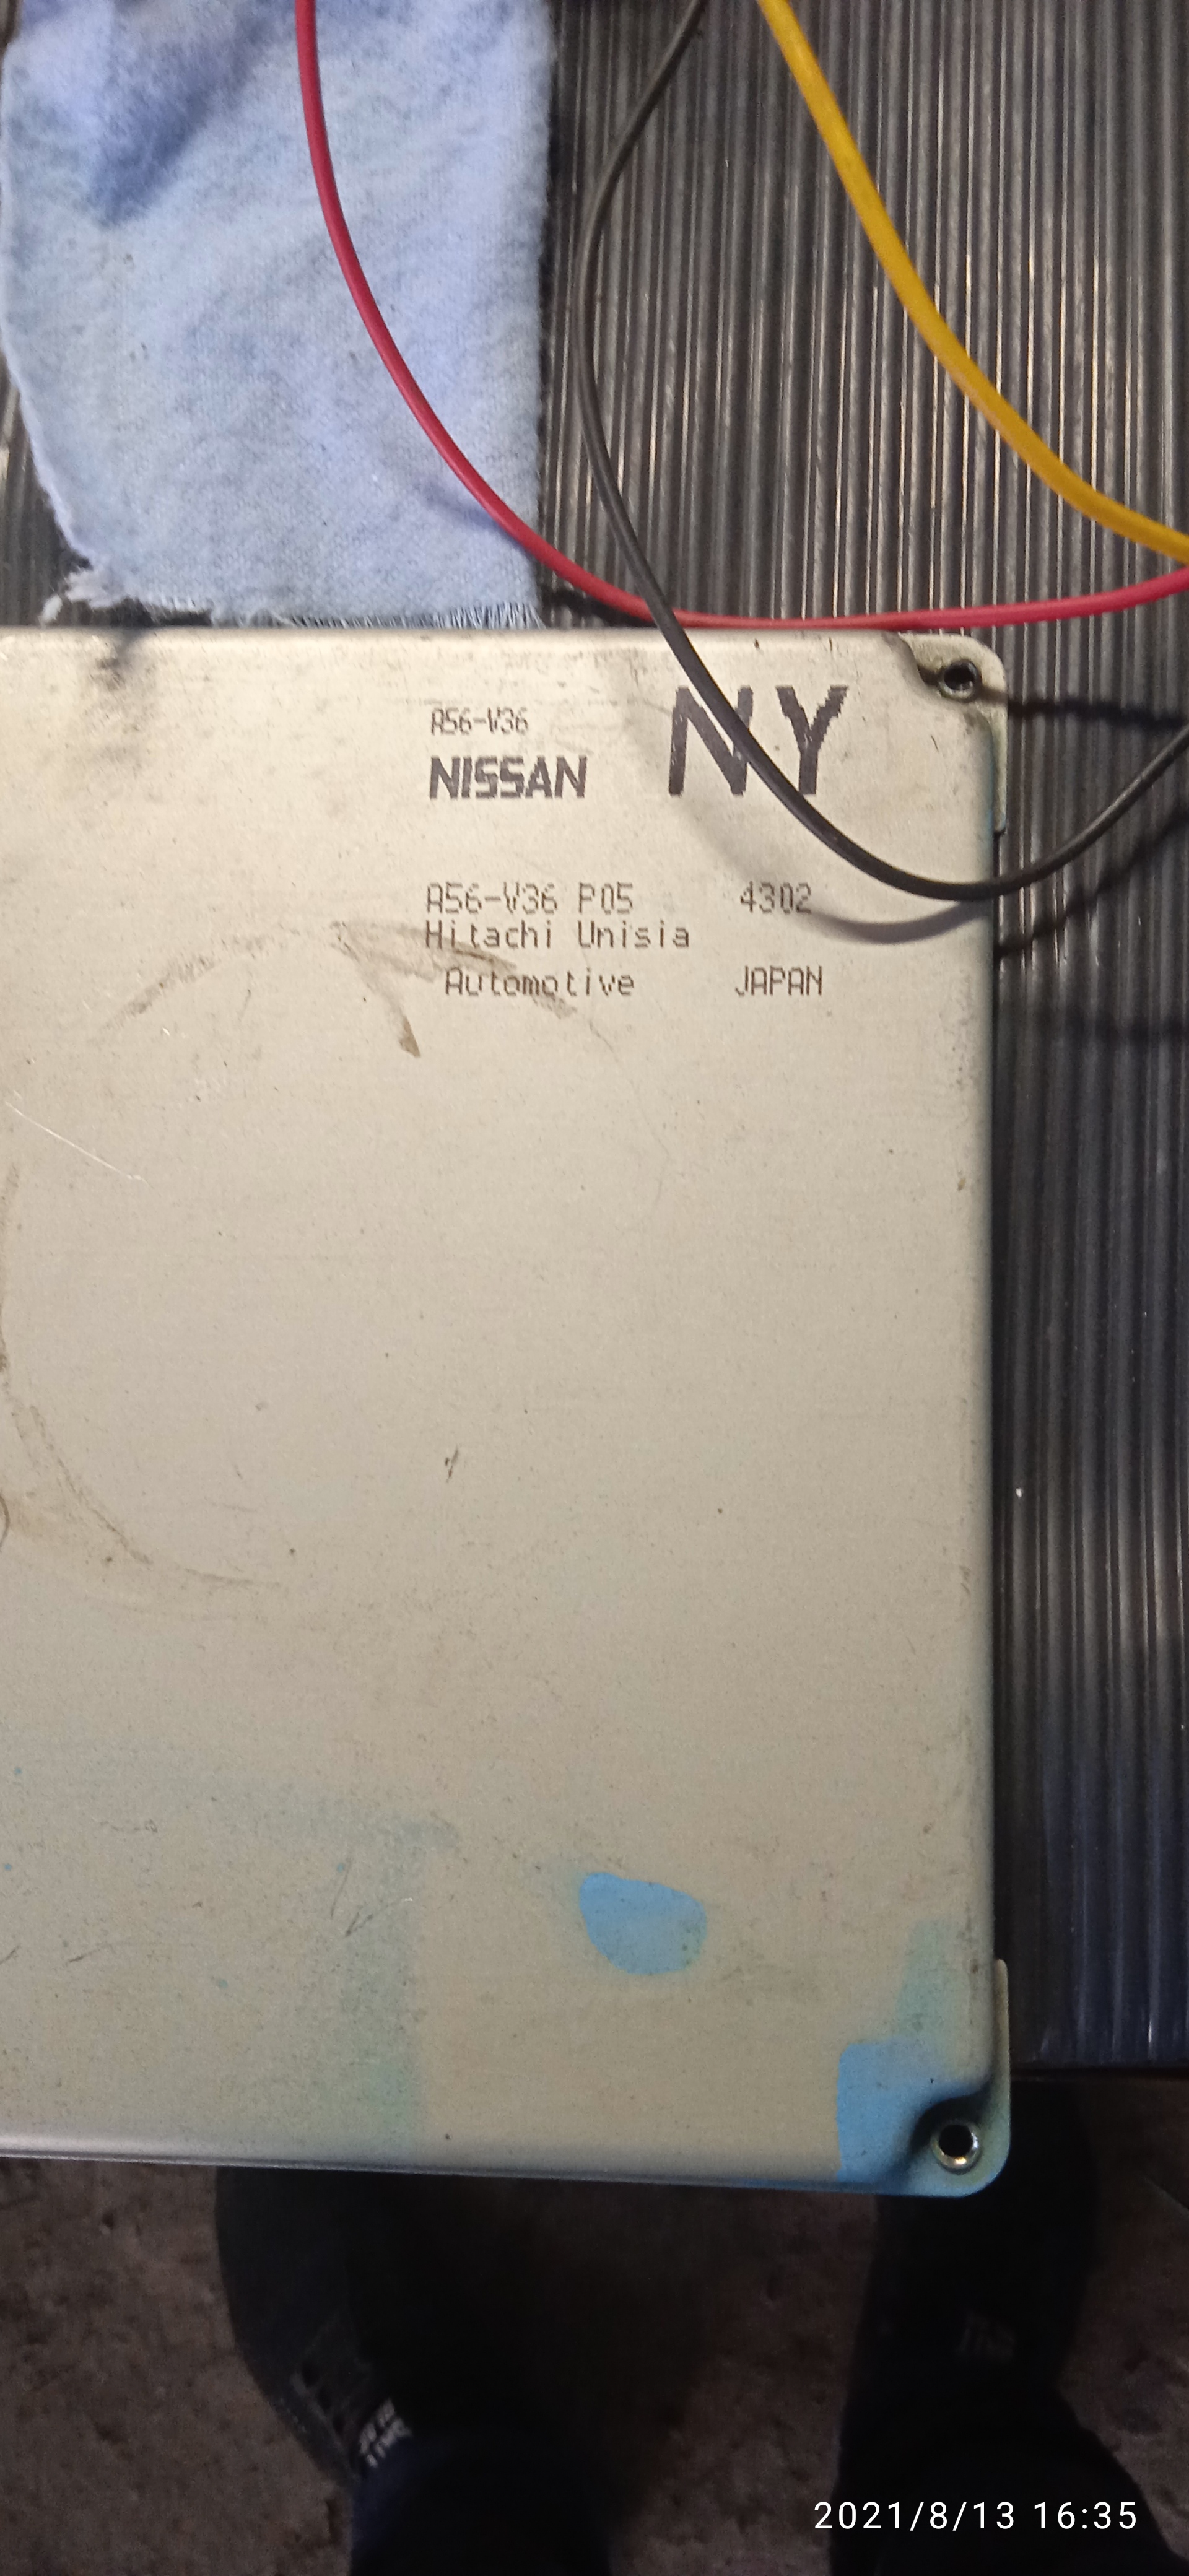 A56-V36
NISSAN NY
A56-V36 P05 4302
Hitachi Unisia
Automotive JAPAN
2021/8/13 16:35